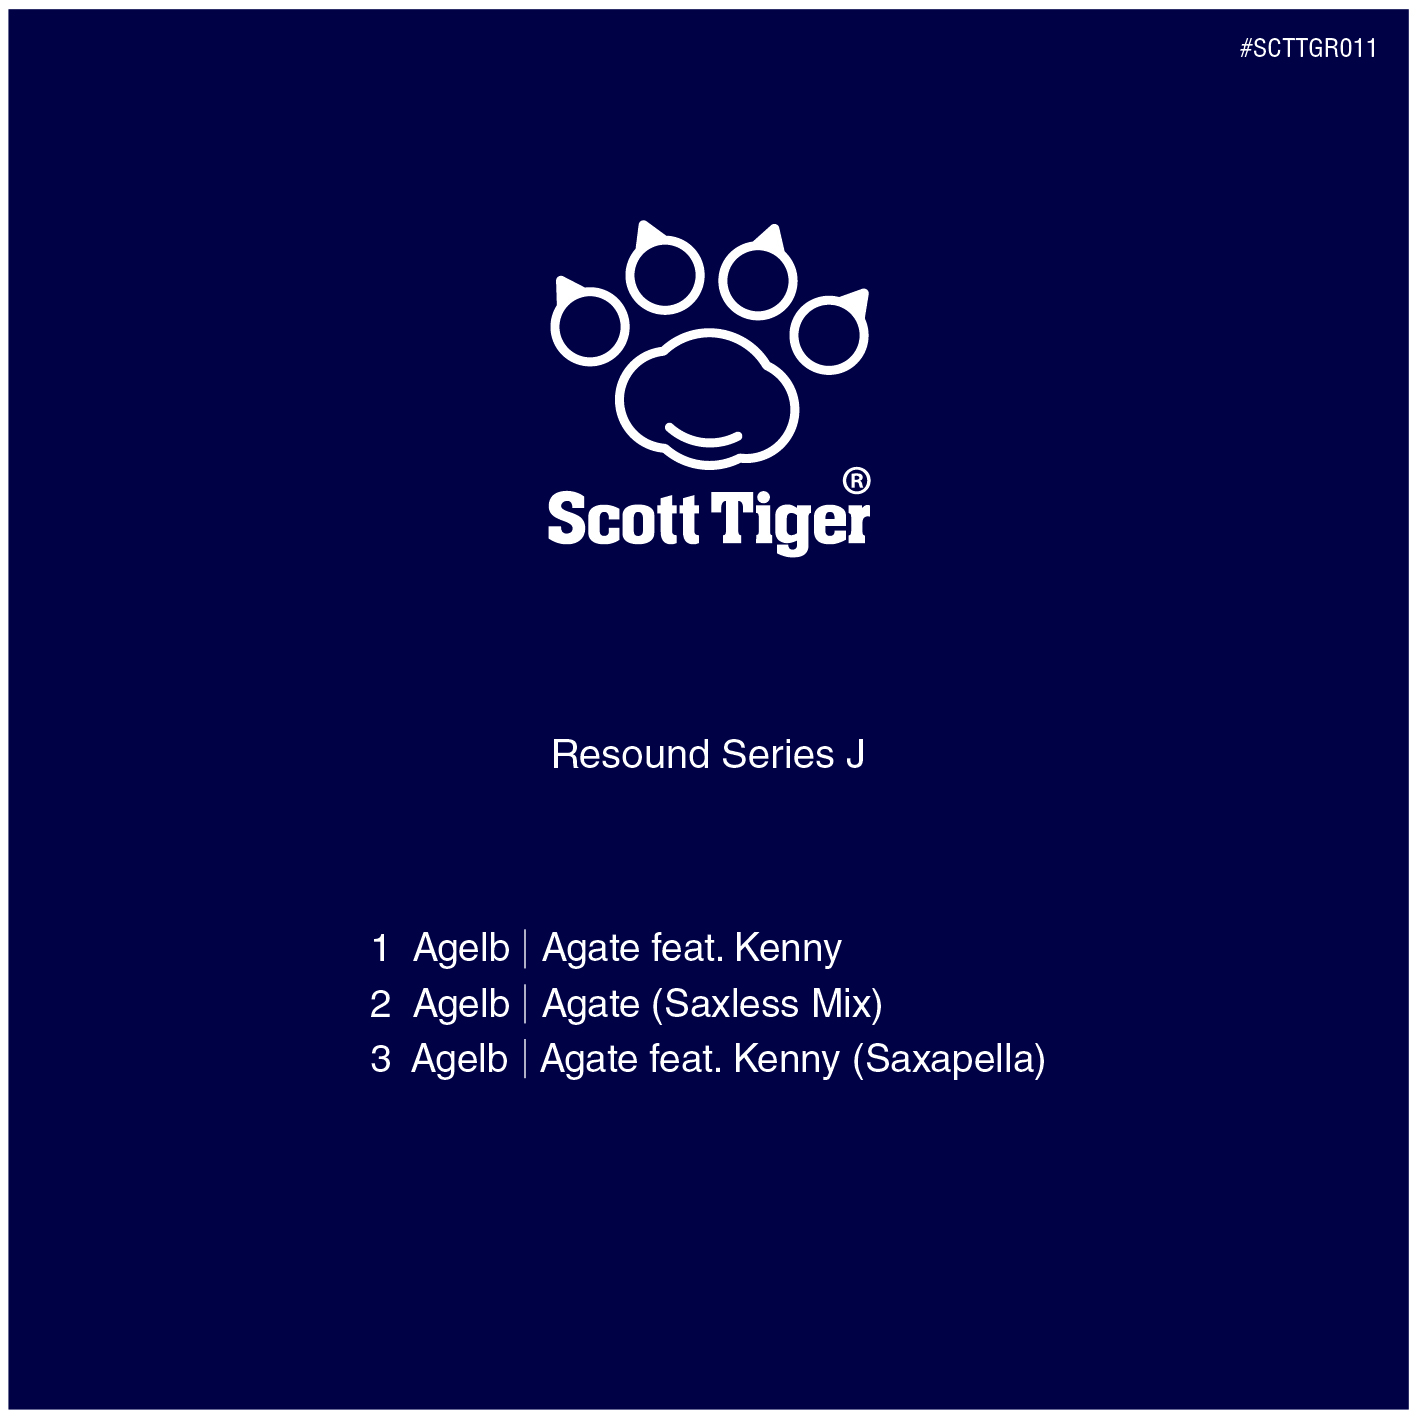 #SCTTGR011
®
Scott Tiger
Resound Series J
1 Agelb | Agate feat. Kenny
2 Agelb | Agate (Saxless Mix)
3 Agelb | Agate feat. Kenny (Saxapella)